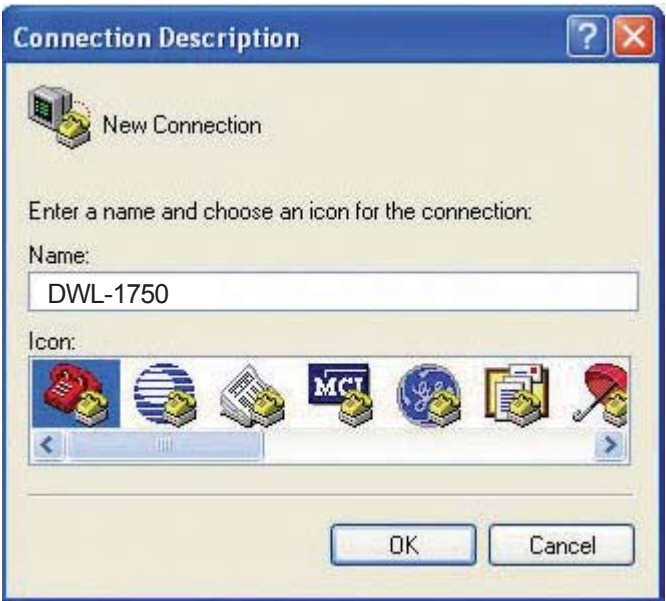 Connection Description
New Connection
Enter a name and choose an icon for the connection:
Name:
DWL-1750
Icon:
MCI
OK
Cancel